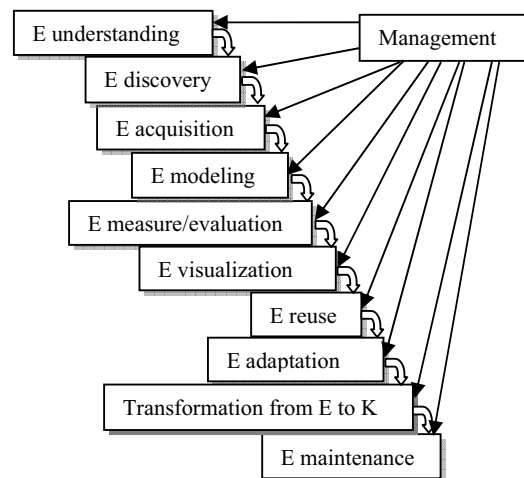 E understanding
Management
E discovery
E acquisition
E modeling
E measure/evaluation
E visualization
E reuse
E adaptation
Transformation from E to K
E maintenance